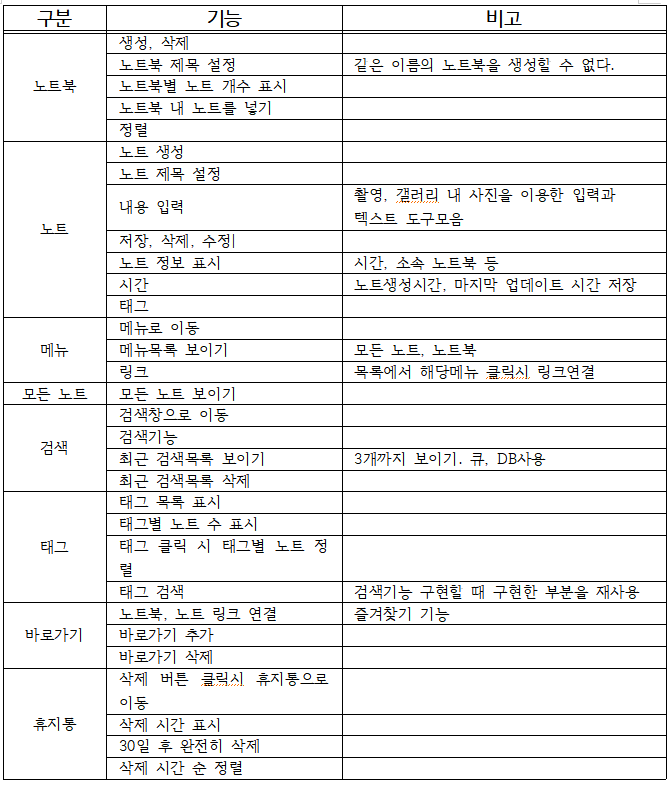 구분 기능 비고
노트북
생성, 삭제
노트북 제목 설정 같은 이름의 노트북을 생성할 수 없다.
노트북별 노트 개수 표시
노트북 내 노트를 넣기
정렬
노트
노트 생성
노트 제목 설정
내용 입력
촬영, 갤러리 내 사진을 이용한 입력과
텍스트 도구모음
저장, 삭제, 수정
노트 정보 표시 시간, 소속 노트북 등
시간 노트생성시간, 마지막 업데이트 시간 저장
태그
메뉴
메뉴로 이동
메뉴목록 보이기 모든 노트, 노트북
링크 목록에서 해당메뉴 클릭시 링크연결
모든 노트 모든 노트 보이기
검색
검색창으로 이동
검색기능
최근 검색목록 보이기 3개까지 보이기. 큐, DB사용
최근 검색목록 삭제
태그
태그 목록 표시
태그별 노트 수 표시
태그 클릭 시 태그별 노트 정
렬
태그 검색 검색기능 구현할 때 구현한 부분을 재사용
바로가기
노트북, 노트 링크 연결 즐겨찾기 기능
바로가기 추가
바로가기 삭제
휴지통
삭제 버튼 클릭시 휴지통으로
이동
삭제 시간 표시
30일 후 완전히 삭제
삭제 시간 순 정렬